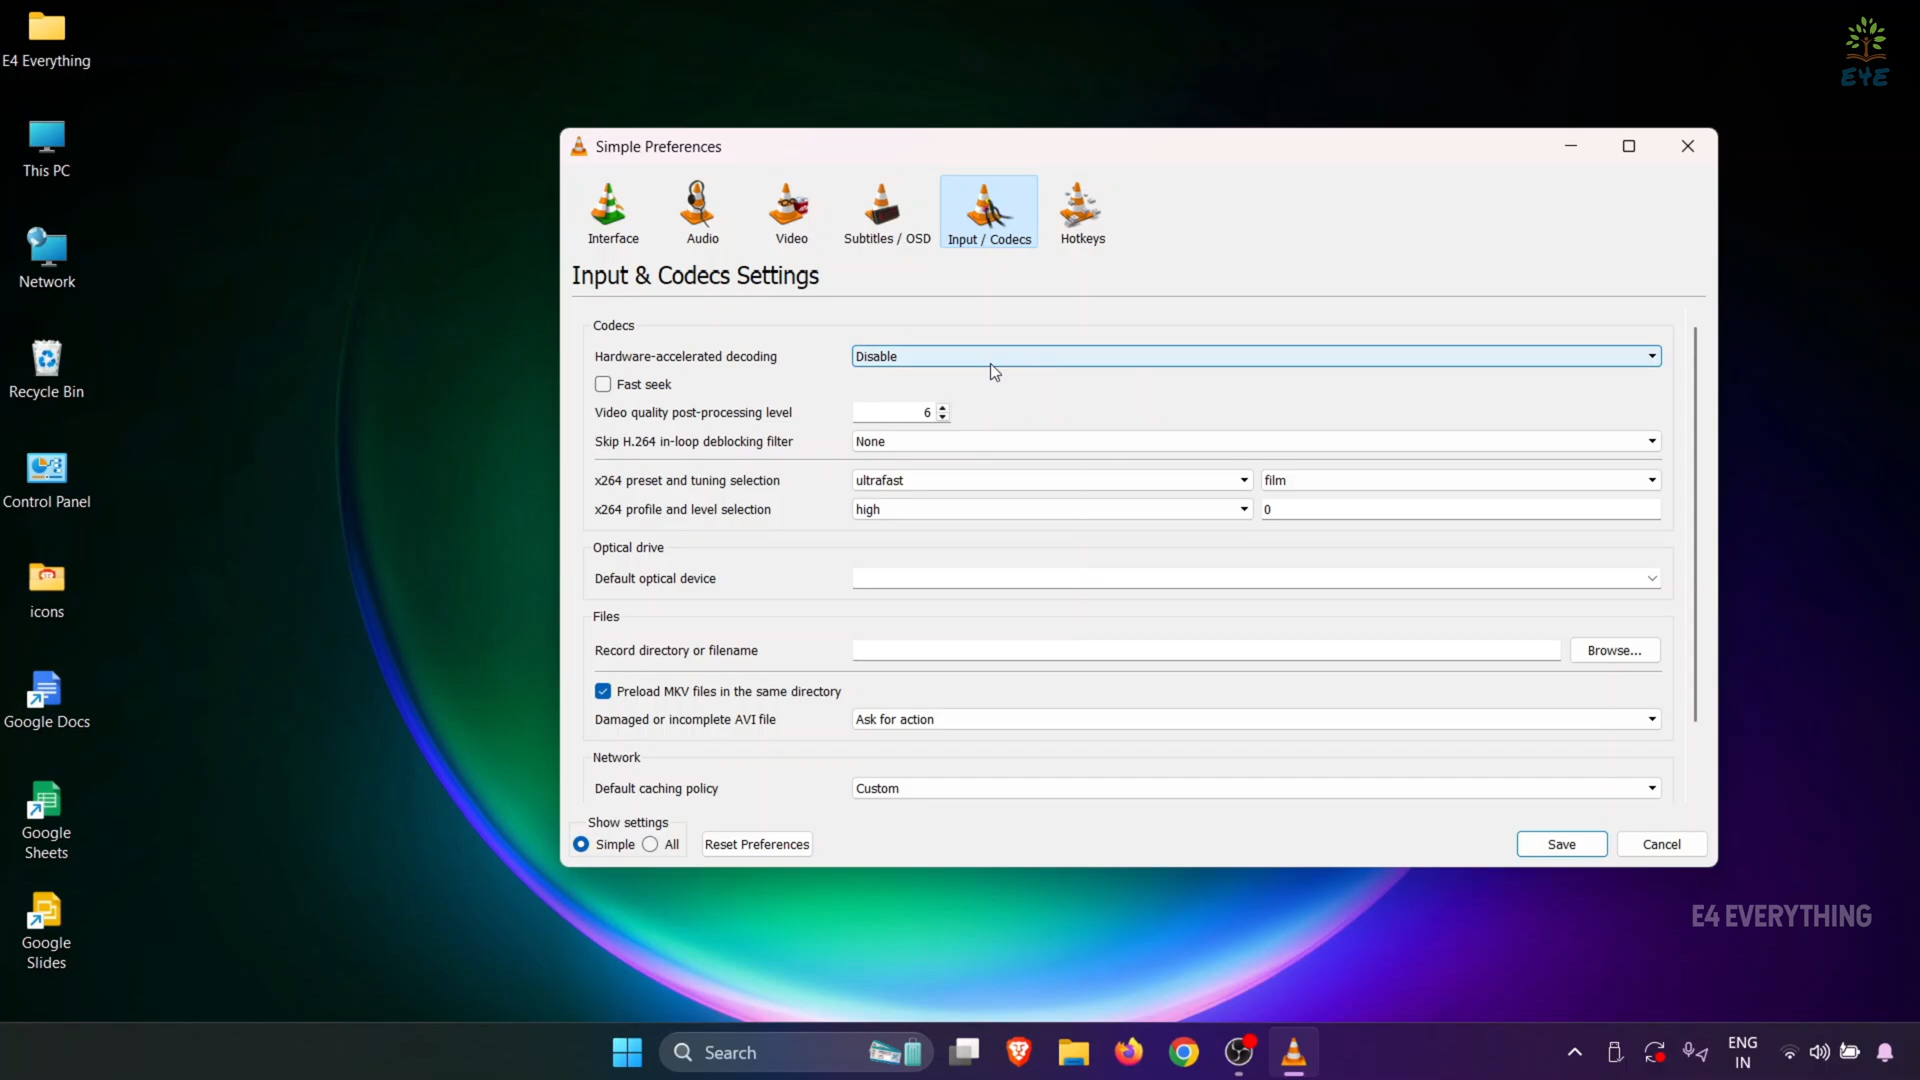 E4 Everything
This PC
Network
Recycle Bin
Control Panel
icons
Google Docs
Google
Sheets
Google
Slides
EYE
Simple Preferences
Interface
Audio
Video
Subtitles / OSD
Input / Codecs
Hotkeys
Input & Codecs Settings
Codecs
Hardware-accelerated decoding
Disable
Fast seek
Video quality post-processing level
6
Skip H.264 in-loop deblocking filter
None
x264 preset and tuning selection
ultrafast
film
x264 profile and level selection
high
0
Optical drive
Default optical device
Files
Record directory or filename
Browse...
Preload MKV files in the same directory
Damaged or incomplete AVI file
Ask for action
Network
Default caching policy
Custom
Show settings
Simple
All
Reset Preferences
Save
Cancel
E4 EVERYTHING
Search
ENG
IN